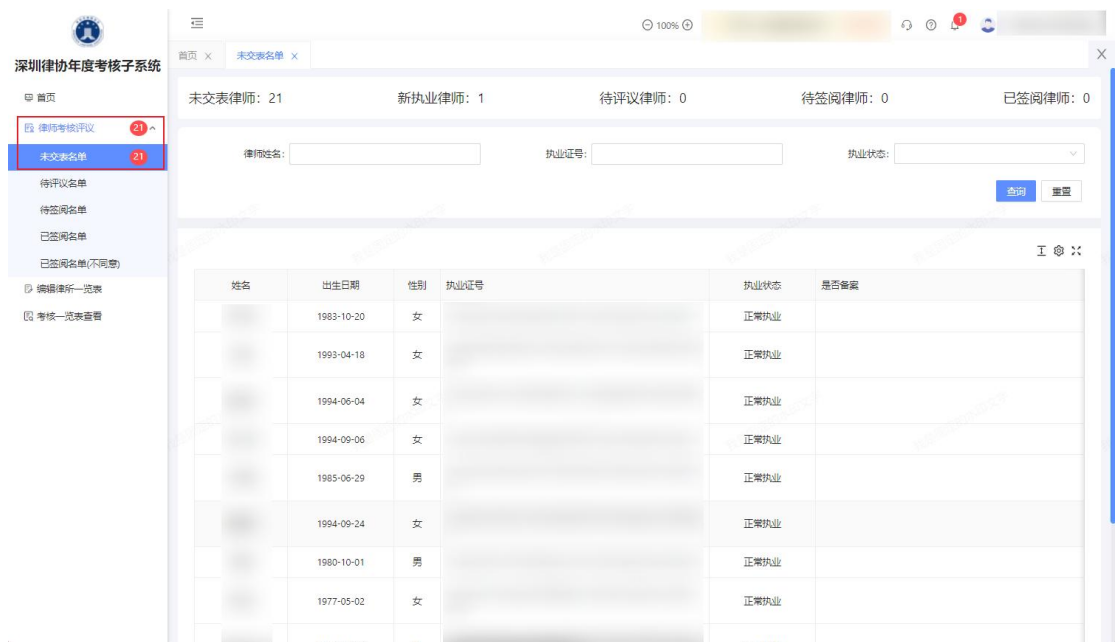 100%
1
深圳律协年度考核子系统
首页
未交表名单
首页
未交表律师：21
新执业律师：1
待评议律师：0
待签阅律师：0
已签阅律师：0
律师考核评议 21
未交表名单 21
待评议名单
待签阅名单
已签阅名单
已签阅名单(不同意)
编辑律所一览表
考核一览表查看
律师姓名:
执业证号:
执业状态:
查询
重置
姓名 出生日期 性别 执业证号 执业状态 是否备案
1983-10-20 女 正常执业
1993-04-18 女 正常执业
1994-06-04 女 正常执业
1994-09-06 女 正常执业
1985-06-29 男 正常执业
1994-09-24 女 正常执业
1980-10-01 男 正常执业
1977-05-02 女 正常执业